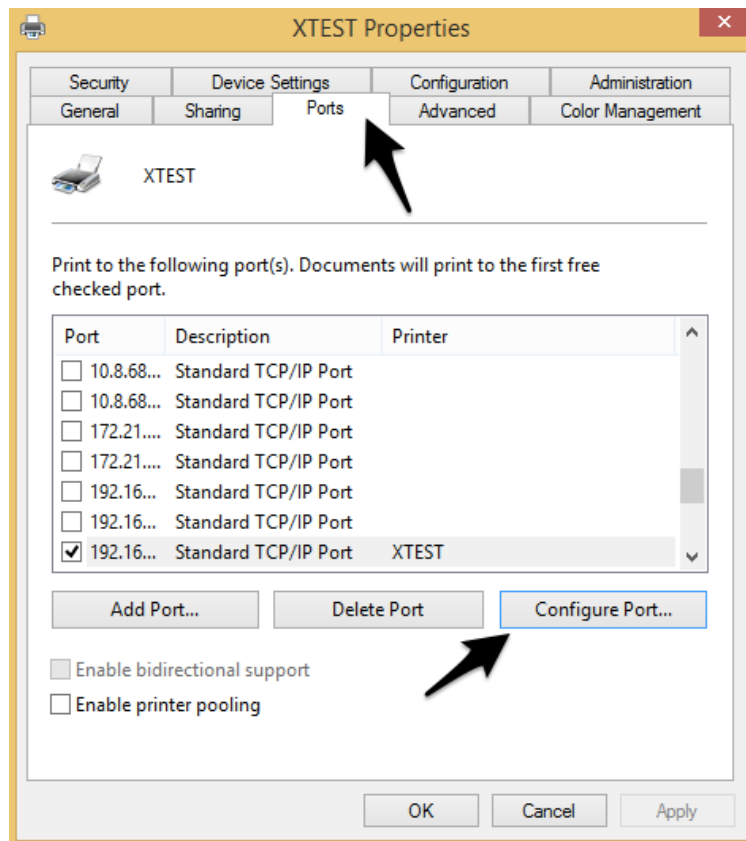 XTEST Properties
Security Device Settings Configuration Administration
General Sharing Ports Advanced Color Management
XTEST
Print to the following port(s). Documents will print to the first free
checked port.
Port Description Printer
10.8.68... Standard TCP/IP Port
10.8.68... Standard TCP/IP Port
172.21.... Standard TCP/IP Port
172.21.... Standard TCP/IP Port
192.16... Standard TCP/IP Port
192.16... Standard TCP/IP Port
192.16... Standard TCP/IP Port XTEST
Add Port... Delete Port Configure Port...
Enable bidirectional support
Enable printer pooling
OK Cancel Apply